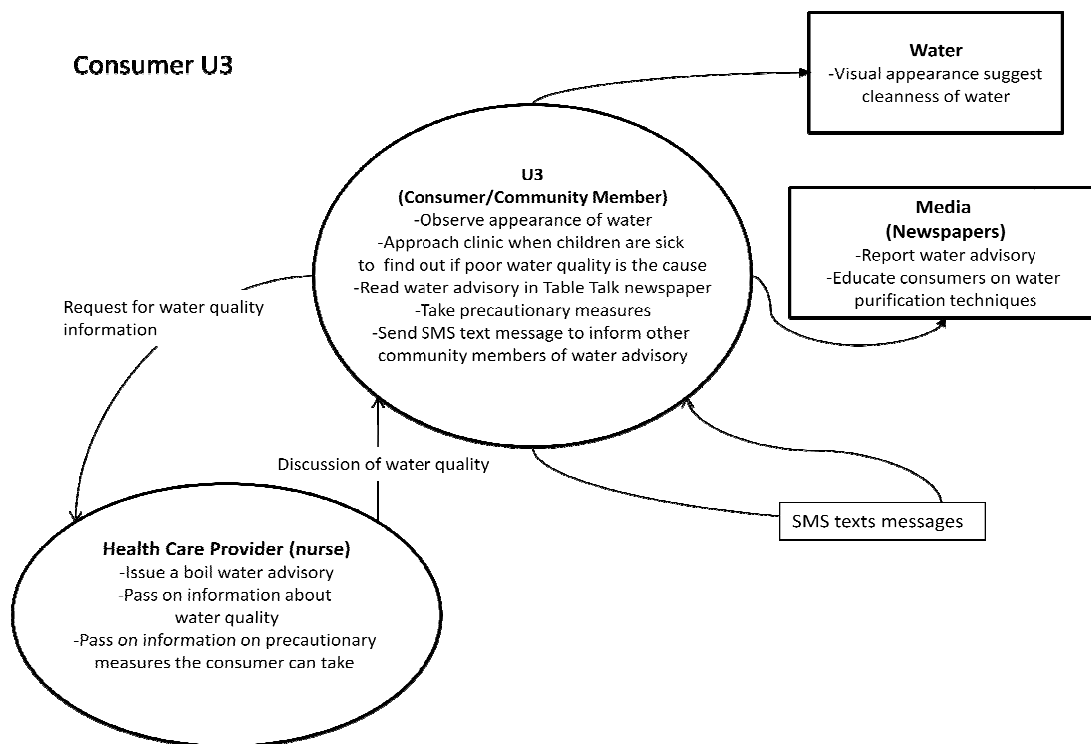 Consumer U3
Water
-Visual appearance suggest
cleanness of water
U3
(Consumer/Community Member)
-Observe appearance of water
-Approach clinic when children are sick
to find out if poor water quality is the cause
-Read water advisory in Table Talk newspaper
-Take precautionary measures
-Send SMS text message to inform other
community members of water advisory
Media
(Newspapers)
-Report water advisory
-Educate consumers on water
purification techniques
Request for water quality
information
Discussion of water quality
SMS texts messages
Health Care Provider (nurse)
-Issue a boil water advisory
-Pass on information about
water quality
-Pass on information on precautionary
measures the consumer can take